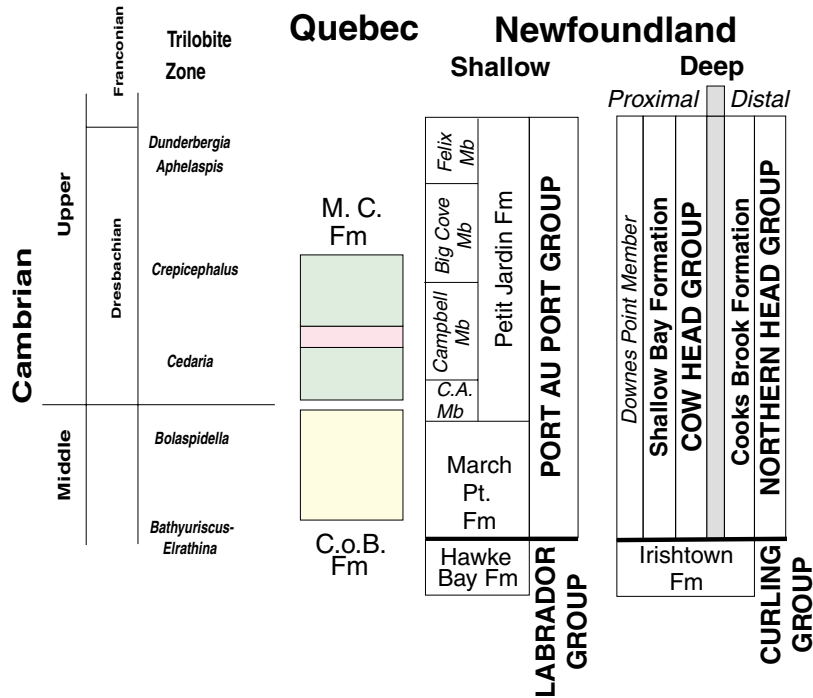 Quebec
Newfoundland
Trilobite
Zone
Shallow
Deep
Proximal
Distal
Cambrian
Upper
Middle
Franconian
Dresbachian
Dunderbergia
Aphelaspis
Crepicephalus
Cedaria
Bolaspidella
Bathyuriscus-
Elrathina
M. C.
Fm
C.o.B.
Fm
Felix
Mb
Big Cove
Mb
Campbell
Mb
C.A.
Mb
Petit Jardin Fm
March
Pt.
Fm
PORT AU PORT GROUP
Hawke
Bay Fm
LABRADOR
GROUP
Downes Point Member
Shallow Bay Formation
COW HEAD GROUP
Cooks Brook Formation
NORTHERN HEAD GROUP
Irishtown
Fm
CURLING
GROUP